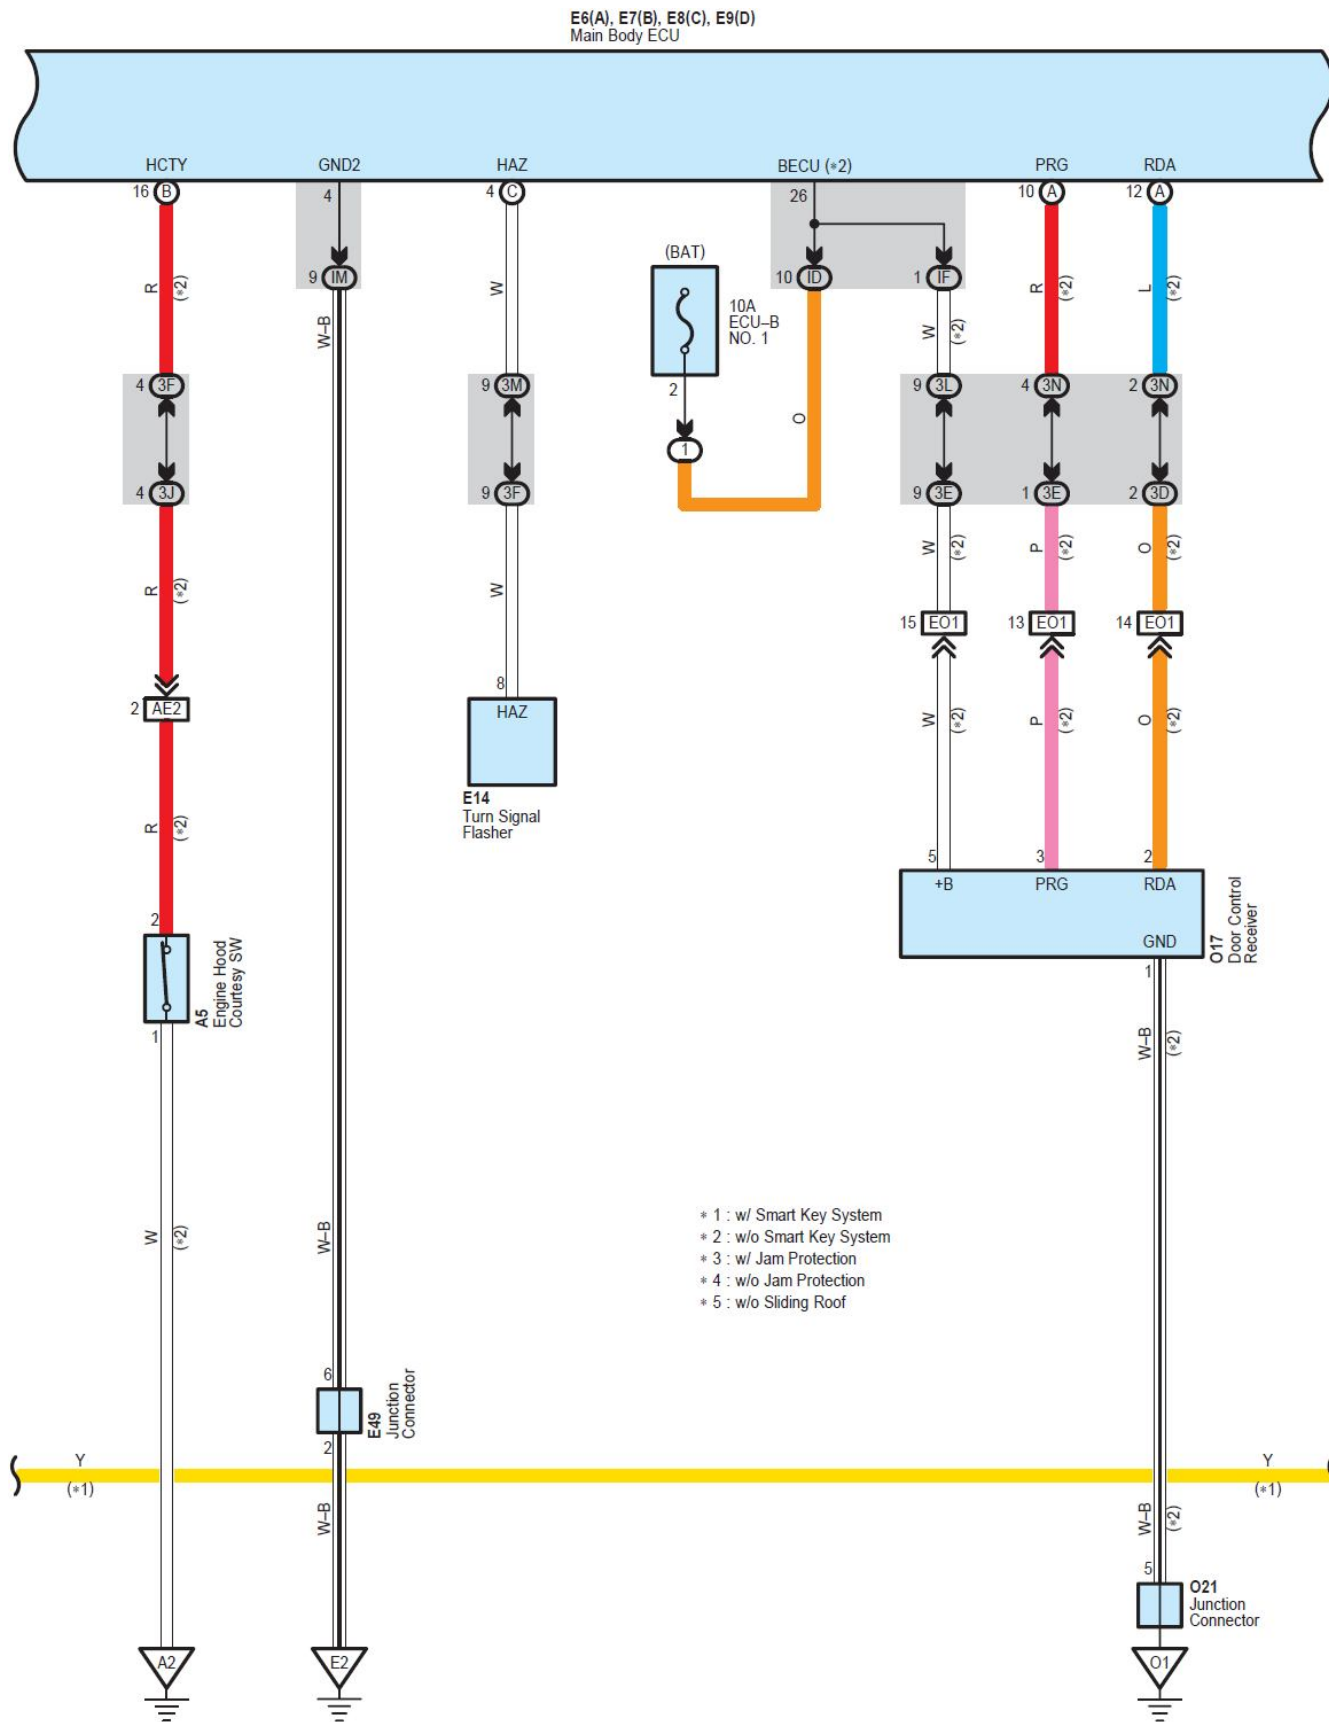 E6(A), E7(B), E8(C), E9(D)
Main Body ECU
HCTY
GND2
HAZ
BECU (*2)
PRG
RDA
16 B
4
4 C
26
10 A
12 A
(BAT)
9 IM
10 ID
1 IF
R
(*2)
W–B
W
10A
ECU–B
NO. 1
W
(*2)
R
(*2)
L
(*2)
4 3F
9 3M
2
9 3L
4 3N
2 3N
O
1
4 3J
9 3F
9 3E
1 3E
2 3D
R
(*2)
W
W
(*2)
P
(*2)
O
(*2)
15 EO1
13 EO1
14 EO1
2 AE2
8
HAZ
W
(*2)
P
(*2)
O
(*2)
E14
Turn Signal
Flasher
R
(*2)
5
3
2
+B
PRG
RDA
GND
O17
Door Control
Receiver
2
A5
Engine Hood
Courtesy SW
1
1
W–B
(*2)
W
(*2)
W–B
* 1 : w/ Smart Key System
* 2 : w/o Smart Key System
* 3 : w/ Jam Protection
* 4 : w/o Jam Protection
* 5 : w/o Sliding Roof
6
E49
Junction
Connector
2
Y
(*1)
Y
(*1)
W–B
W–B
(*2)
5
O21
Junction
Connector
A2
E2
O1